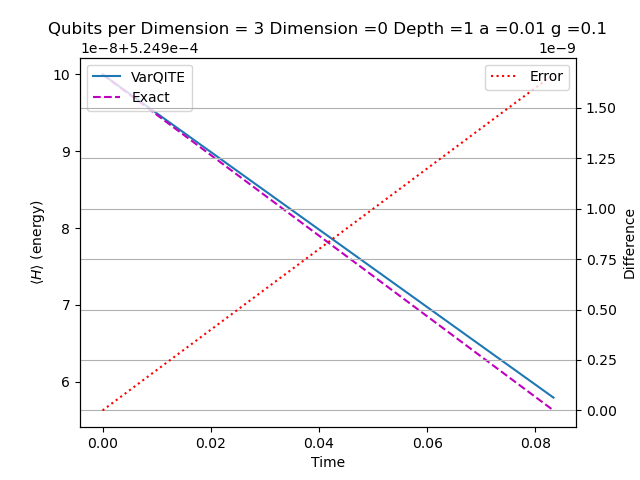 Qubits per Dimension = 3 Dimension =0 Depth =1 a =0.01 g =0.1
1e−8+5.249e−4
1e−9
VarQITE
Exact
Error
10
9
8
7
6
⟨H⟩ (energy)
1.50
1.25
1.00
0.75
0.50
0.25
0.00
Difference
0.00
0.02
0.04
0.06
0.08
Time